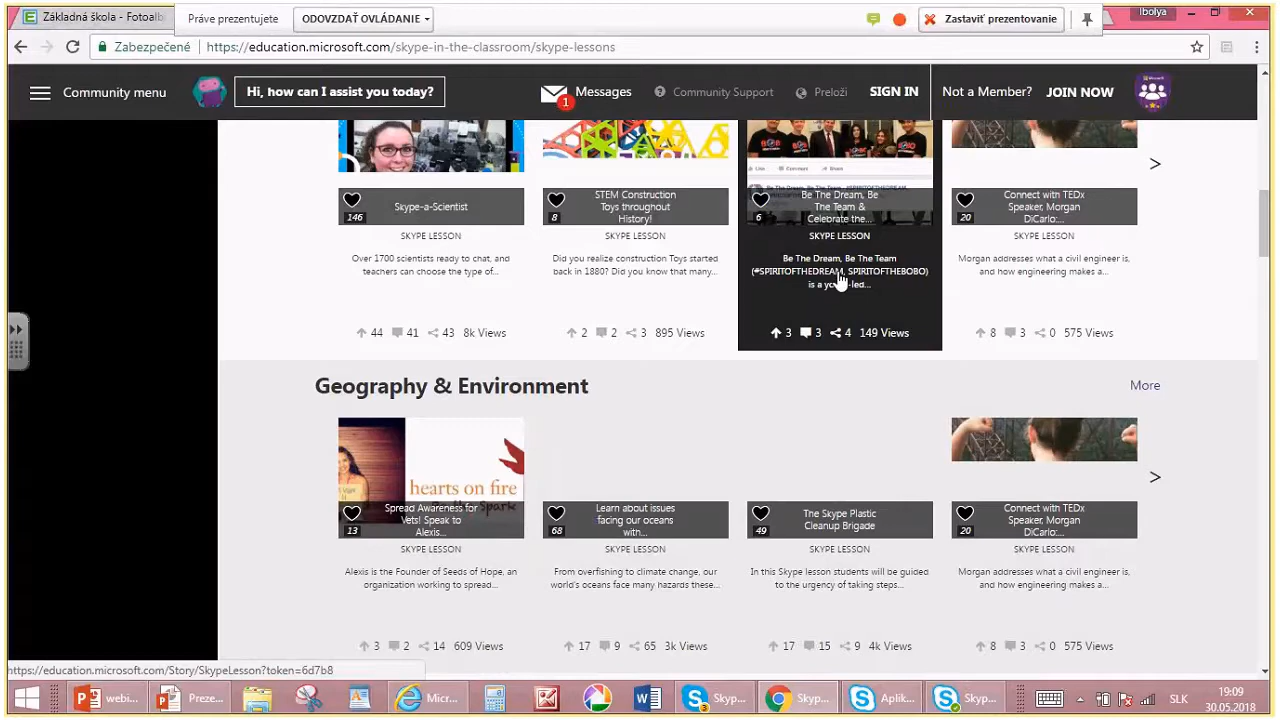 Základná škola - Fotoalb
Práve prezentujete
ODOVZDAŤ OVLÁDANIE
Zastaviť prezentovanie
Ibolya
Zabezpečené
https://education.microsoft.com/skype-in-the-classroom/skype-lessons
Community menu
Hi, how can I assist you today?
1
Messages
Community Support
Preloži
SIGN IN
Not a Member?
JOIN NOW
Like
Comment
Share
146
Skype-a-Scientist
8
STEM Construction
Toys throughout
History!
6
Be The Dream, Be
The Team &
Celebrate the...
20
Connect with TEDx
Speaker, Morgan
DiCarlo:...
SKYPE LESSON
SKYPE LESSON
SKYPE LESSON
SKYPE LESSON
Over 1700 scientists ready to chat, and
teachers can choose the type of...
Did you realize construction Toys started
back in 1880? Did you know that many...
Be The Dream, Be The Team
(#SPIRITOFTHEDREAM, SPIRITOFTHEBOBO)
is a led...
Morgan addresses what a civil engineer is,
and how engineering makes a...
44 41 43 8k Views
2 2 3 895 Views
3 3 4 149 Views
8 3 0 575 Views
Geography & Environment
More
hearts on fire
13
Spread Awareness for
Vets! Speak to
Alexis...
68
Learn about issues
facing our oceans
with...
49
The Skype Plastic
Cleanup Brigade
20
Connect with TEDx
Speaker, Morgan
DiCarlo:...
SKYPE LESSON
SKYPE LESSON
SKYPE LESSON
SKYPE LESSON
Alexis is the Founder of Seeds of Hope, an
organization working to spread...
From overfishing to climate change, our
world's oceans face many hazards these...
In this Skype lesson students will be guided
to the urgency of taking steps...
Morgan addresses what a civil engineer is,
and how engineering makes a...
3 2 14 609 Views
17 9 65 3k Views
17 15 9 4k Views
8 3 0 575 Views
https://education.microsoft.com/Story/SkypeLesson?token=6d7b8
webi...
Preze...
Micr...
Skyp...
Skyp...
Aplik...
Skyp...
SLK
19:09
30.05.2018